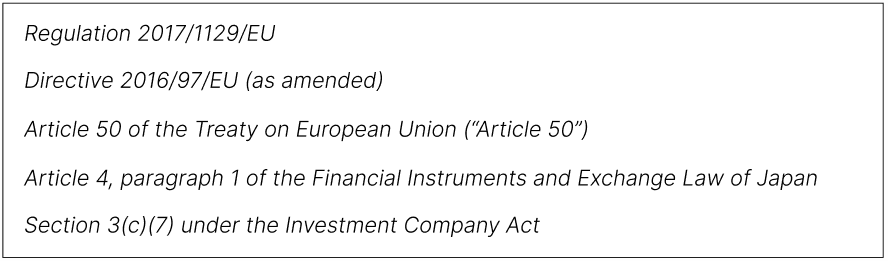 Regulation 2017/1129/EU
Directive 2016/97/EU (as amended)
Article 50 of the Treaty on European Union (“Article 50”)
Article 4, paragraph 1 of the Financial Instruments and Exchange Law of Japan
Section 3(c)(7) under the Investment Company Act